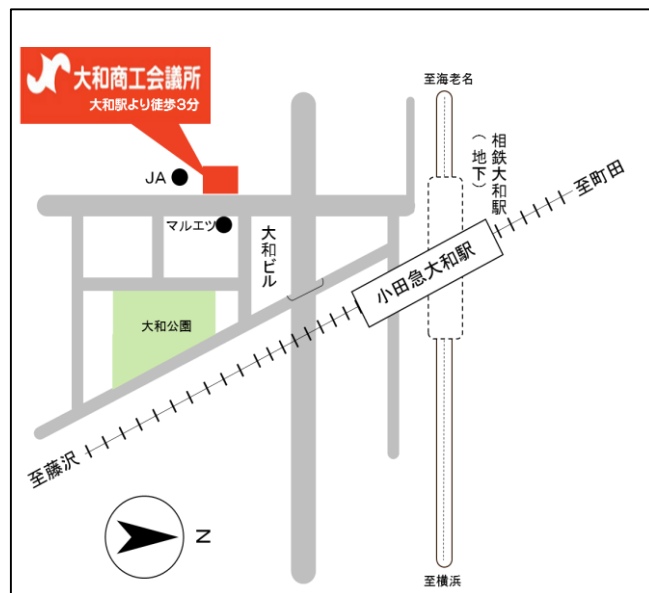 大和商工会議所
大和駅より徒歩3分
至海老名
相鉄大和駅
（地下）
至町田
JA
マルエツ
大和ビル
小田急大和駅
大和公園
至藤沢
N
至横浜